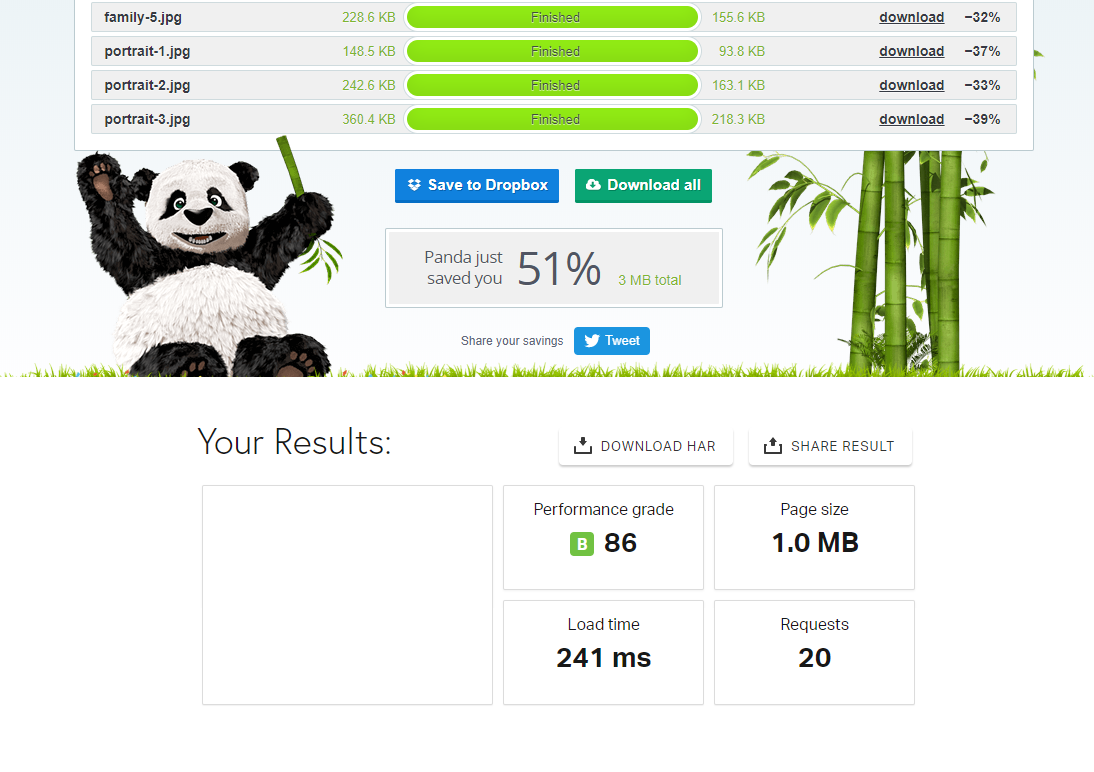 family-5.jpg 228.6 KB Finished 155.6 KB download −32%
portrait-1.jpg 148.5 KB Finished 93.8 KB download −37%
portrait-2.jpg 242.6 KB Finished 163.1 KB download −33%
portrait-3.jpg 360.4 KB Finished 218.3 KB download −39%
Save to Dropbox Download all
Panda just
saved you 51% 3 MB total
Share your savings Tweet
Your Results: DOWNLOAD HAR SHARE RESULT
Performance grade Page size
B 86 1.0 MB
Load time Requests
241 ms 20